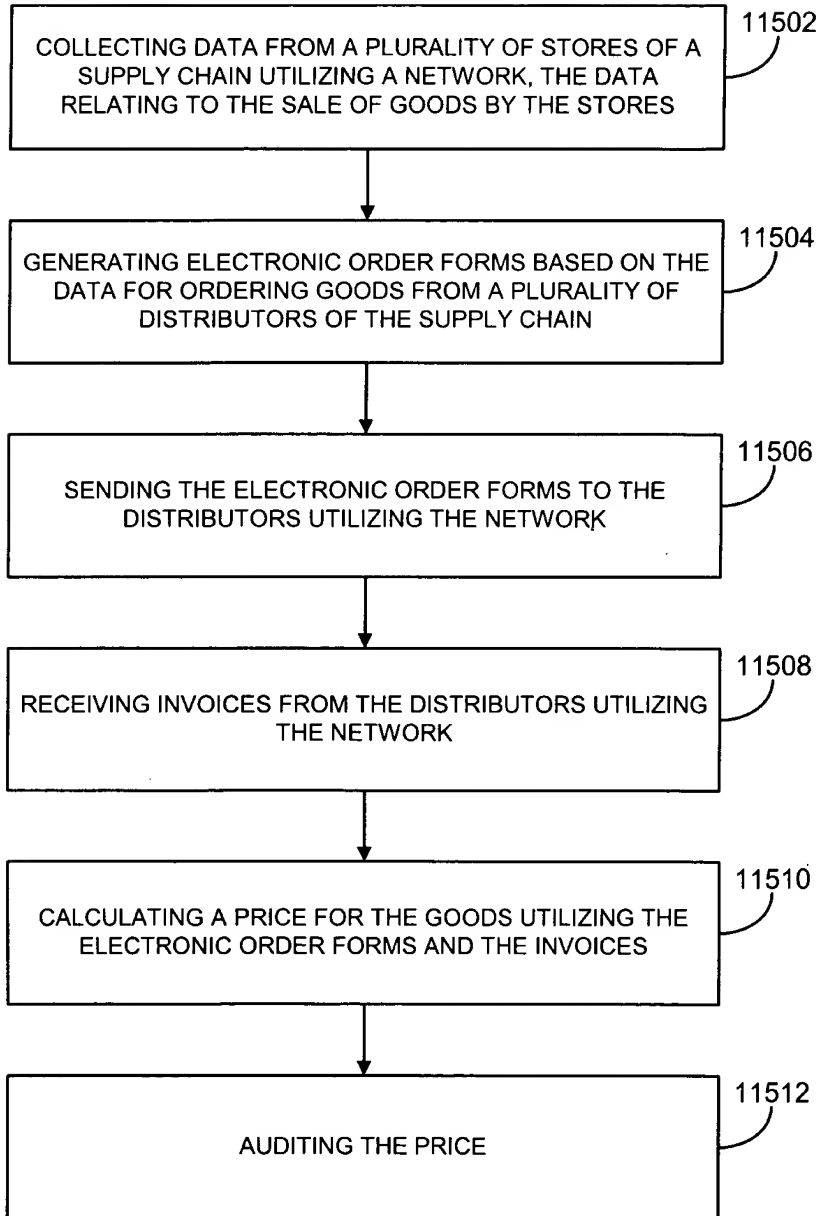 11502
COLLECTING DATA FROM A PLURALITY OF STORES OF A
SUPPLY CHAIN UTILIZING A NETWORK, THE DATA
RELATING TO THE SALE OF GOODS BY THE STORES
11504
GENERATING ELECTRONIC ORDER FORMS BASED ON THE
DATA FOR ORDERING GOODS FROM A PLURALITY OF
DISTRIBUTORS OF THE SUPPLY CHAIN
11506
SENDING THE ELECTRONIC ORDER FORMS TO THE
DISTRIBUTORS UTILIZING THE NETWORK
11508
RECEIVING INVOICES FROM THE DISTRIBUTORS UTILIZING
THE NETWORK
11510
CALCULATING A PRICE FOR THE GOODS UTILIZING THE
ELECTRONIC ORDER FORMS AND THE INVOICES
11512
AUDITING THE PRICE